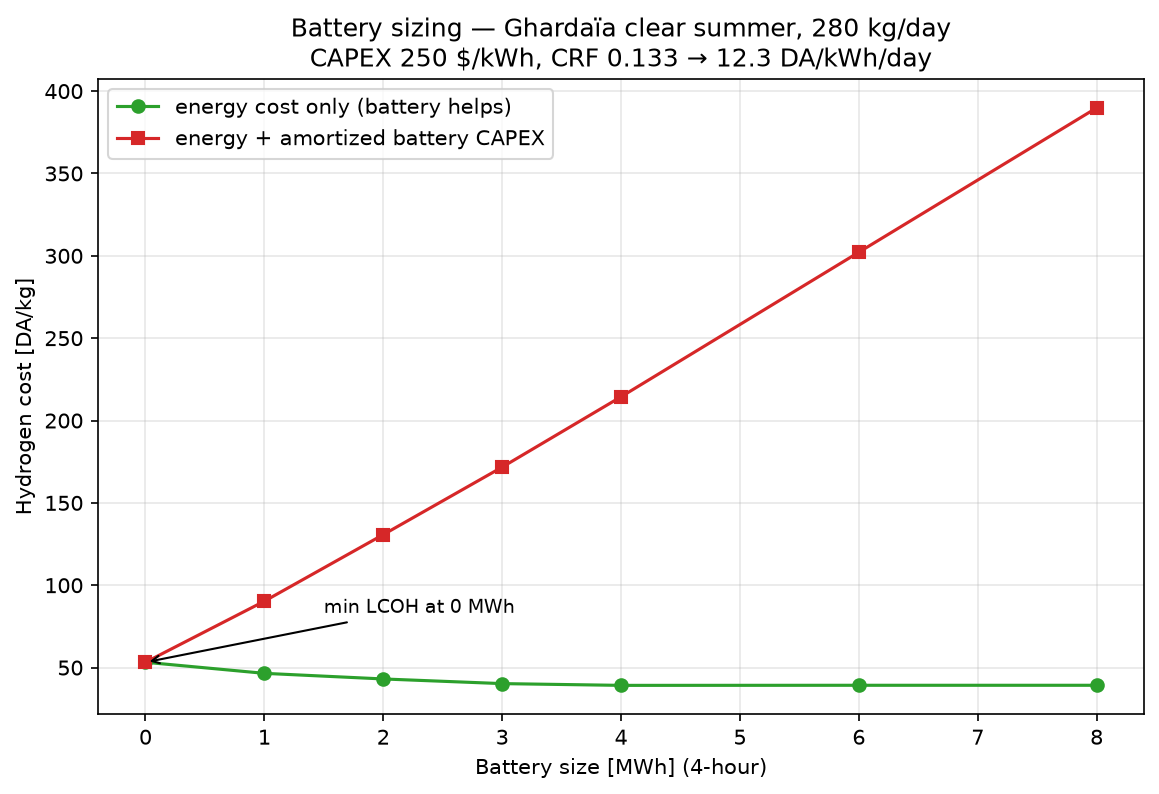 Battery sizing — Ghardaïa clear summer, 280 kg/day
CAPEX 250 $/kWh, CRF 0.133 → 12.3 DA/kWh/day
energy cost only (battery helps)
energy + amortized battery CAPEX
Hydrogen cost [DA/kg]
400
350
300
250
200
150
100
50
min LCOH at 0 MWh
0 1 2 3 4 5 6 7 8
Battery size [MWh] (4-hour)